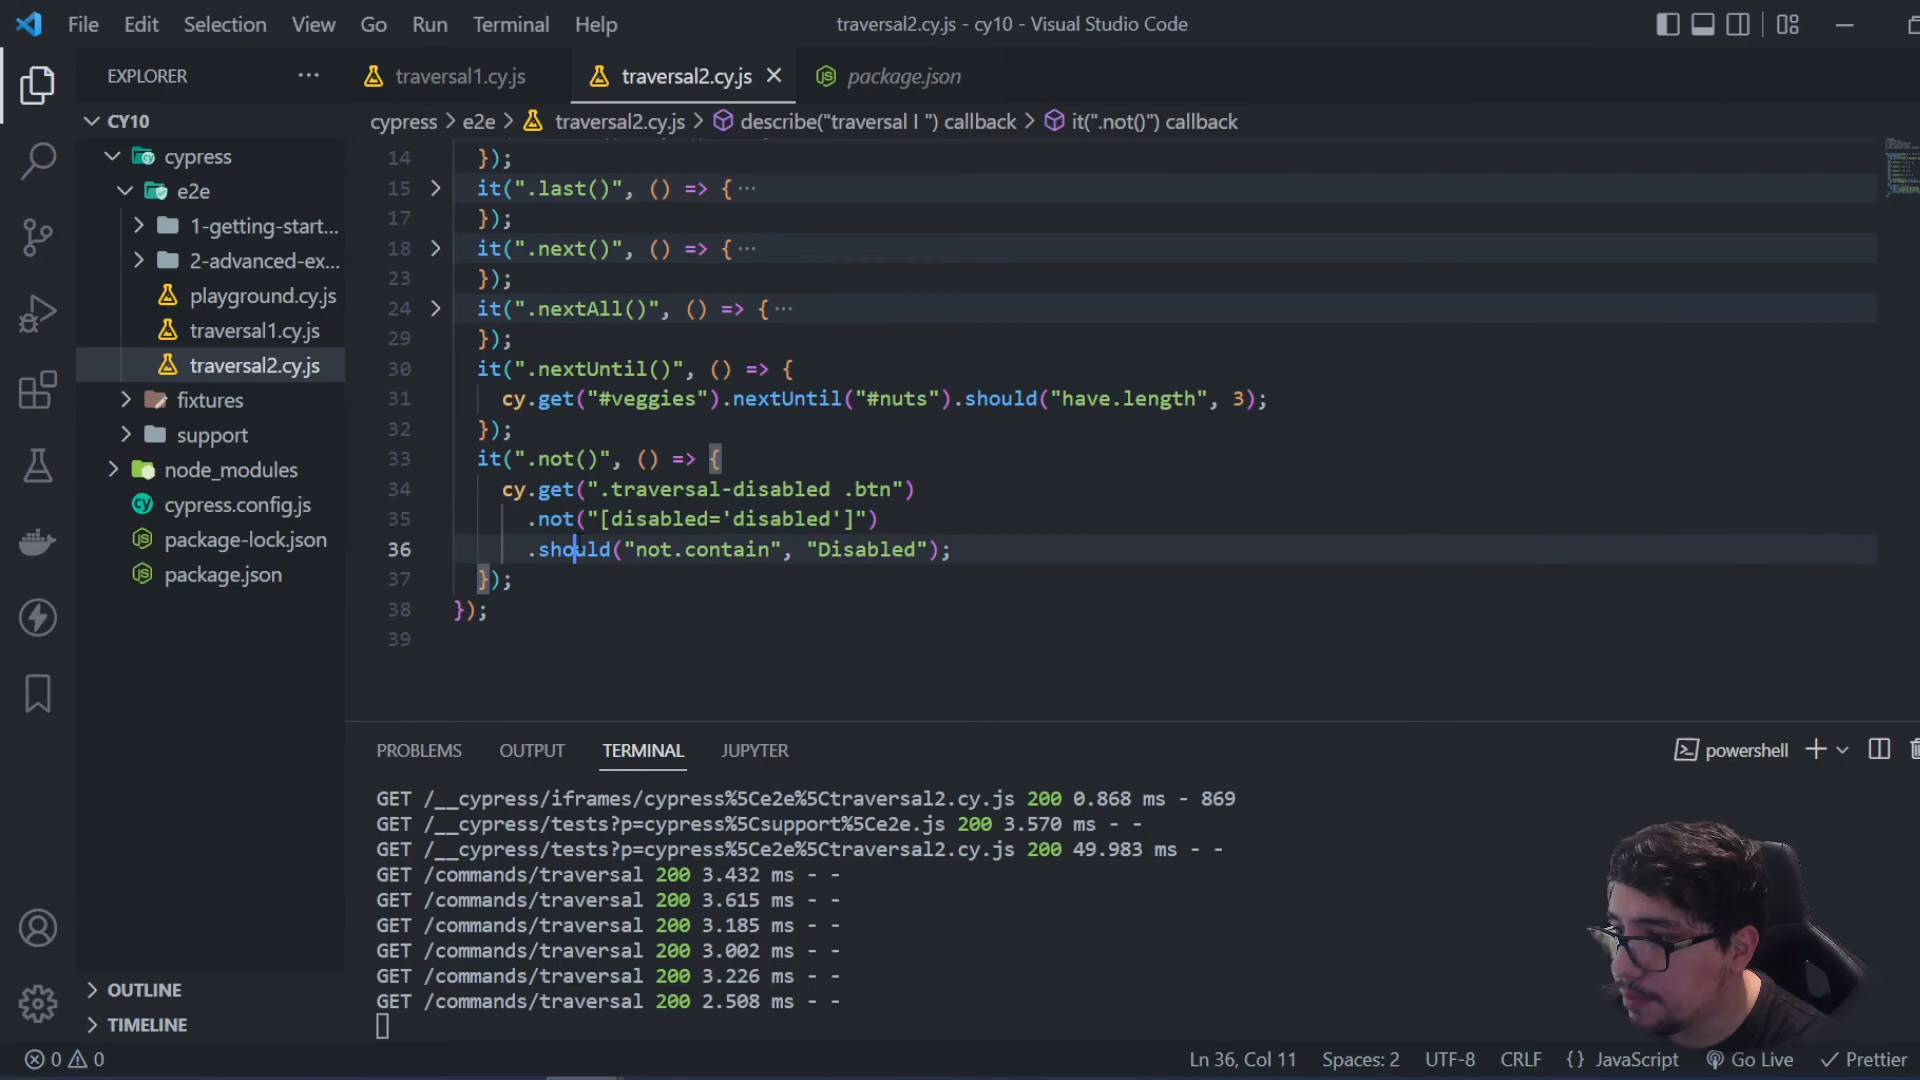 File Edit Selection View Go Run Terminal Help
traversal2.cy.js - cy10 - Visual Studio Code
EXPLORER ···
CY10
cypress
e2e
1-getting-start...
2-advanced-ex...
playground.cy.js
traversal1.cy.js
traversal2.cy.js
fixtures
support
node_modules
cypress.config.js
package-lock.json
package.json
OUTLINE
TIMELINE
traversal1.cy.js traversal2.cy.js package.json
cypress > e2e > traversal2.cy.js > describe("traversal I ") callback > it(".not()") callback
14 });
15 it(".last()", () => { ···
17 });
18 it(".next()", () => { ···
23 });
24 it(".nextAll()", () => { ···
29 });
30 it(".nextUntil()", () => {
31 cy.get("#veggies").nextUntil("#nuts").should("have.length", 3);
32 });
33 it(".not()", () => {
34 cy.get(".traversal-disabled .btn")
35 .not("[disabled='disabled']")
36 .should("not.contain", "Disabled");
37 });
38 });
39
PROBLEMS OUTPUT TERMINAL JUPYTER
powershell
GET /__cypress/iframes/cypress%5Ce2e%5Ctraversal2.cy.js 200 0.868 ms - 869
GET /__cypress/tests?p=cypress%5Csupport%5Ce2e.js 200 3.570 ms - -
GET /__cypress/tests?p=cypress%5Ce2e%5Ctraversal2.cy.js 200 49.983 ms - -
GET /commands/traversal 200 3.432 ms - -
GET /commands/traversal 200 3.615 ms - -
GET /commands/traversal 200 3.185 ms - -
GET /commands/traversal 200 3.002 ms - -
GET /commands/traversal 200 3.226 ms - -
GET /commands/traversal 200 2.508 ms - -
0 0
Ln 36, Col 11 Spaces: 2 UTF-8 CRLF {} JavaScript Go Live Prettier